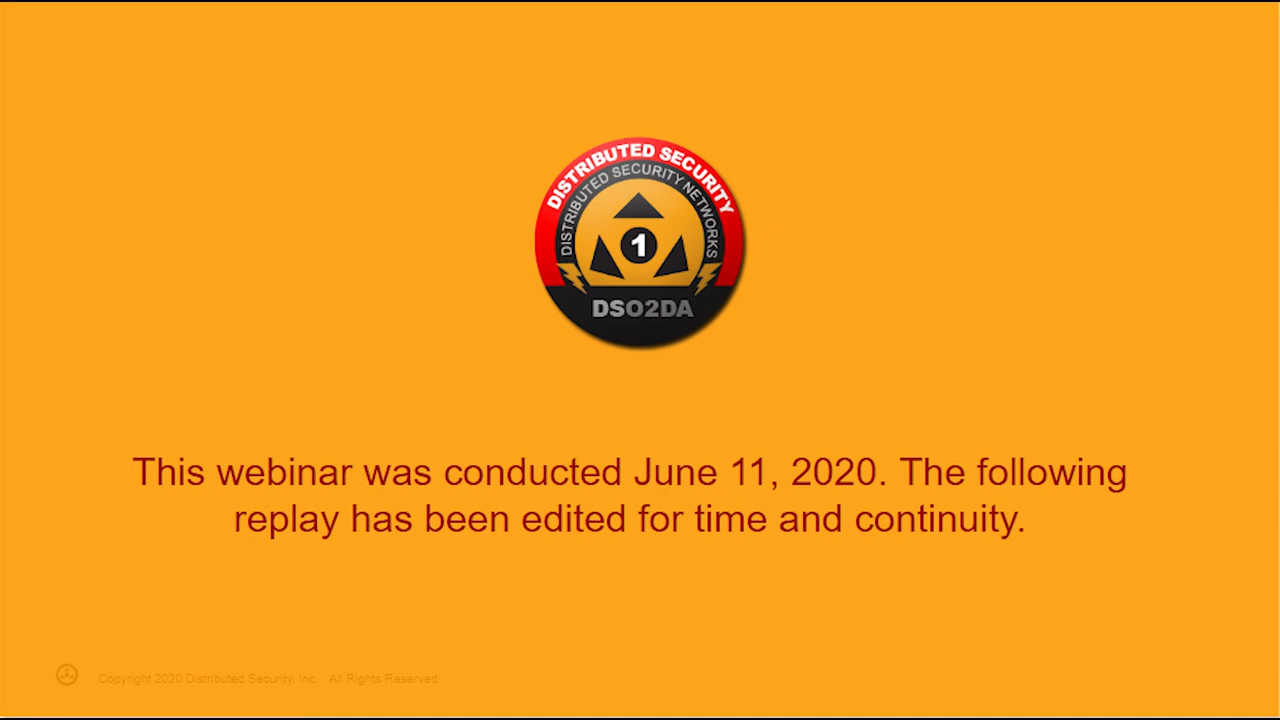 DISTRIBUTED SECURITY
DISTRIBUTED SECURITY NETWORKS
1
DSO2DA
This webinar was conducted June 11, 2020. The following
replay has been edited for time and continuity.
Copyright 2020 Distributed Security, Inc. All Rights Reserved